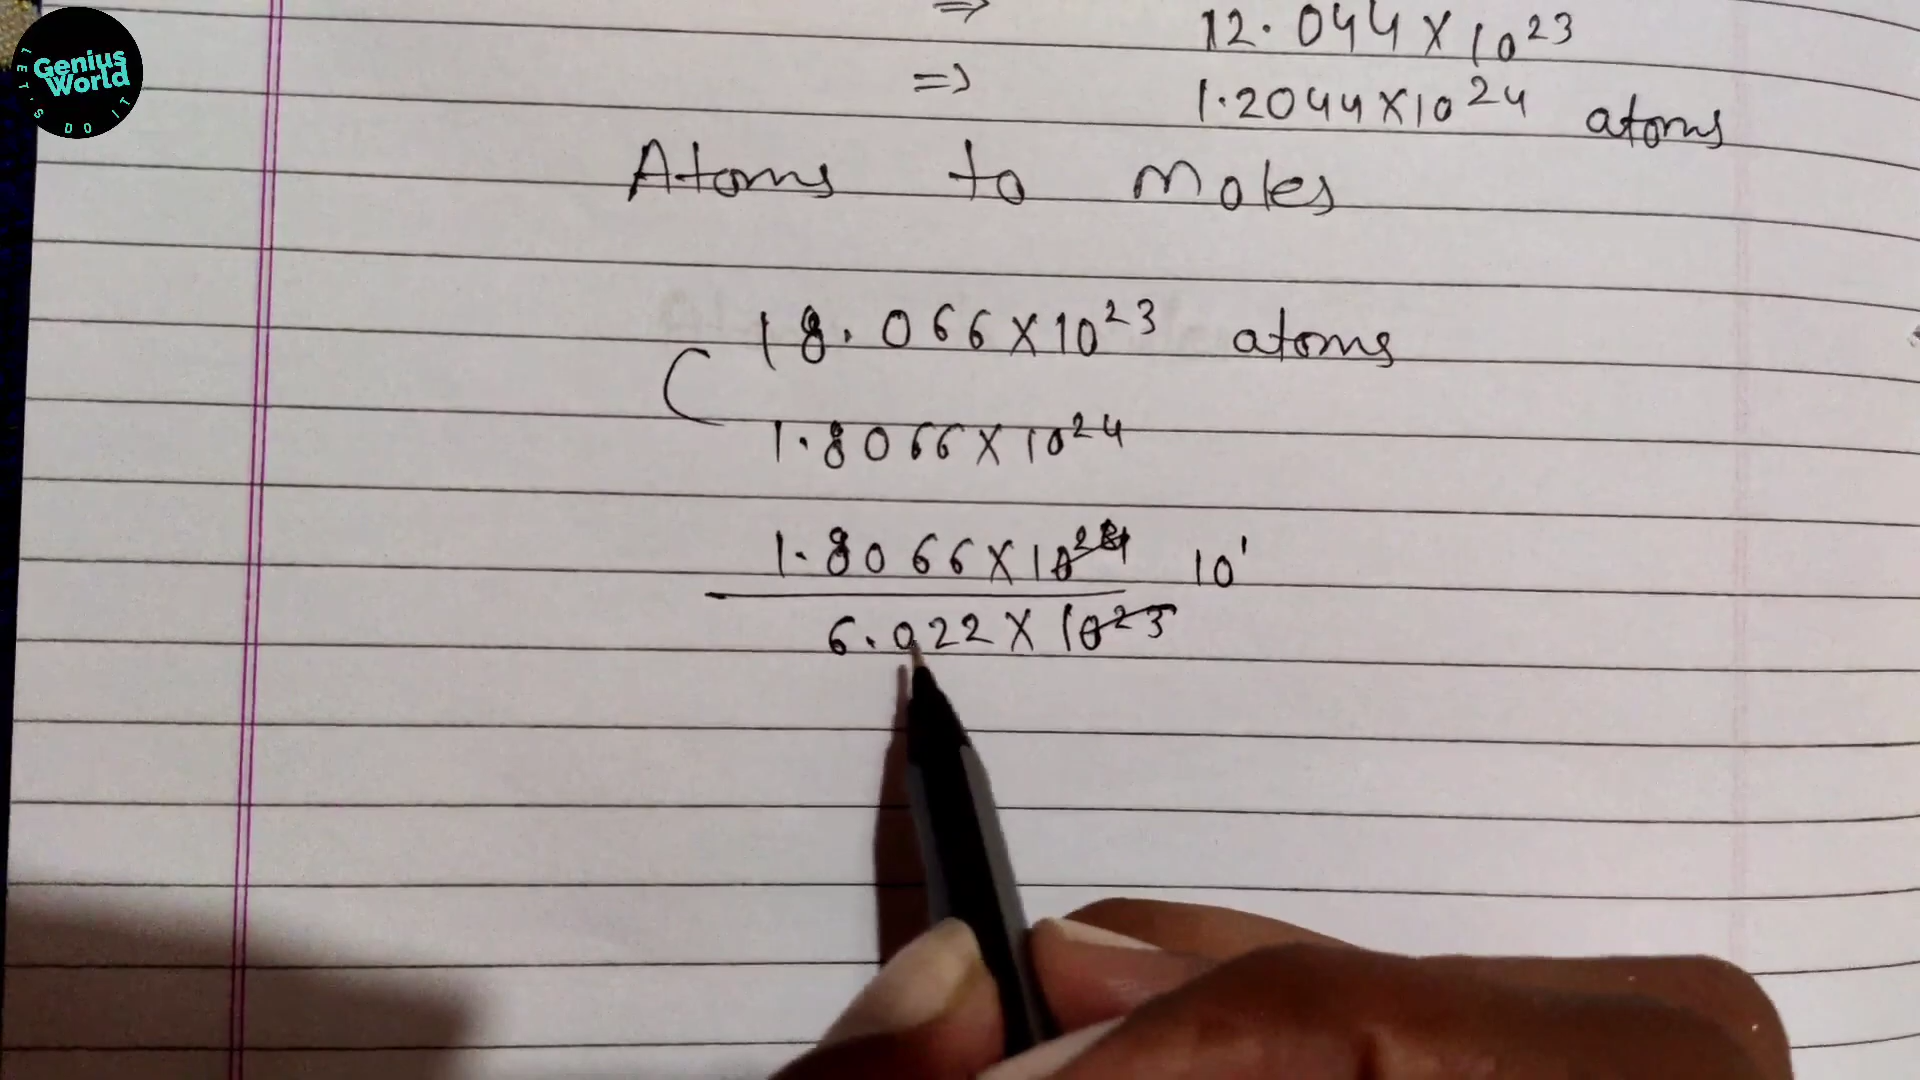 Genius
World
LET'S DO IT
=> 12.044 X 10²³
=> 1.2044 X 10²⁴ atoms
Atoms to Moles
18.066 X 10²³ atoms
1.8066 X 10²⁴
1.8066 X 10²⁴ 10¹
6.022 X 10²³